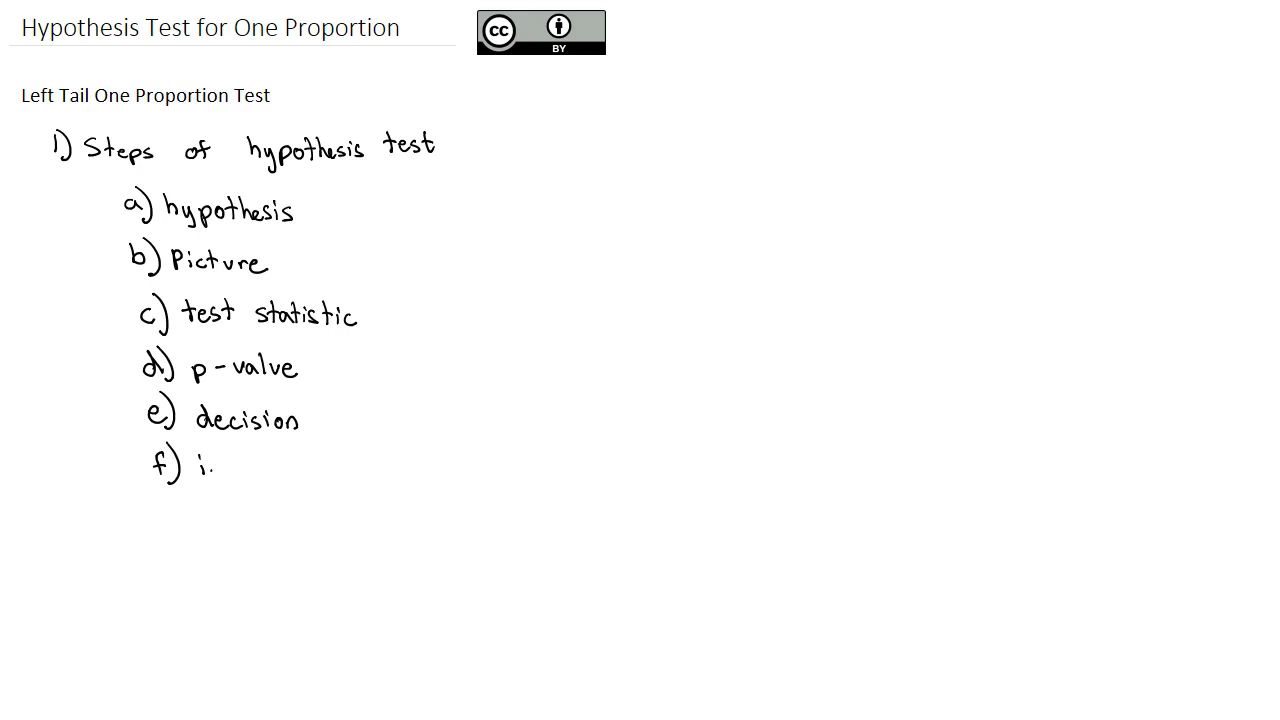 Hypothesis Test for One Proportion
cc BY
Left Tail One Proportion Test
1) Steps of hypothesis test
a) hypothesis
b) Picture
c) test statistic
d) p-value
e) decision
f) i